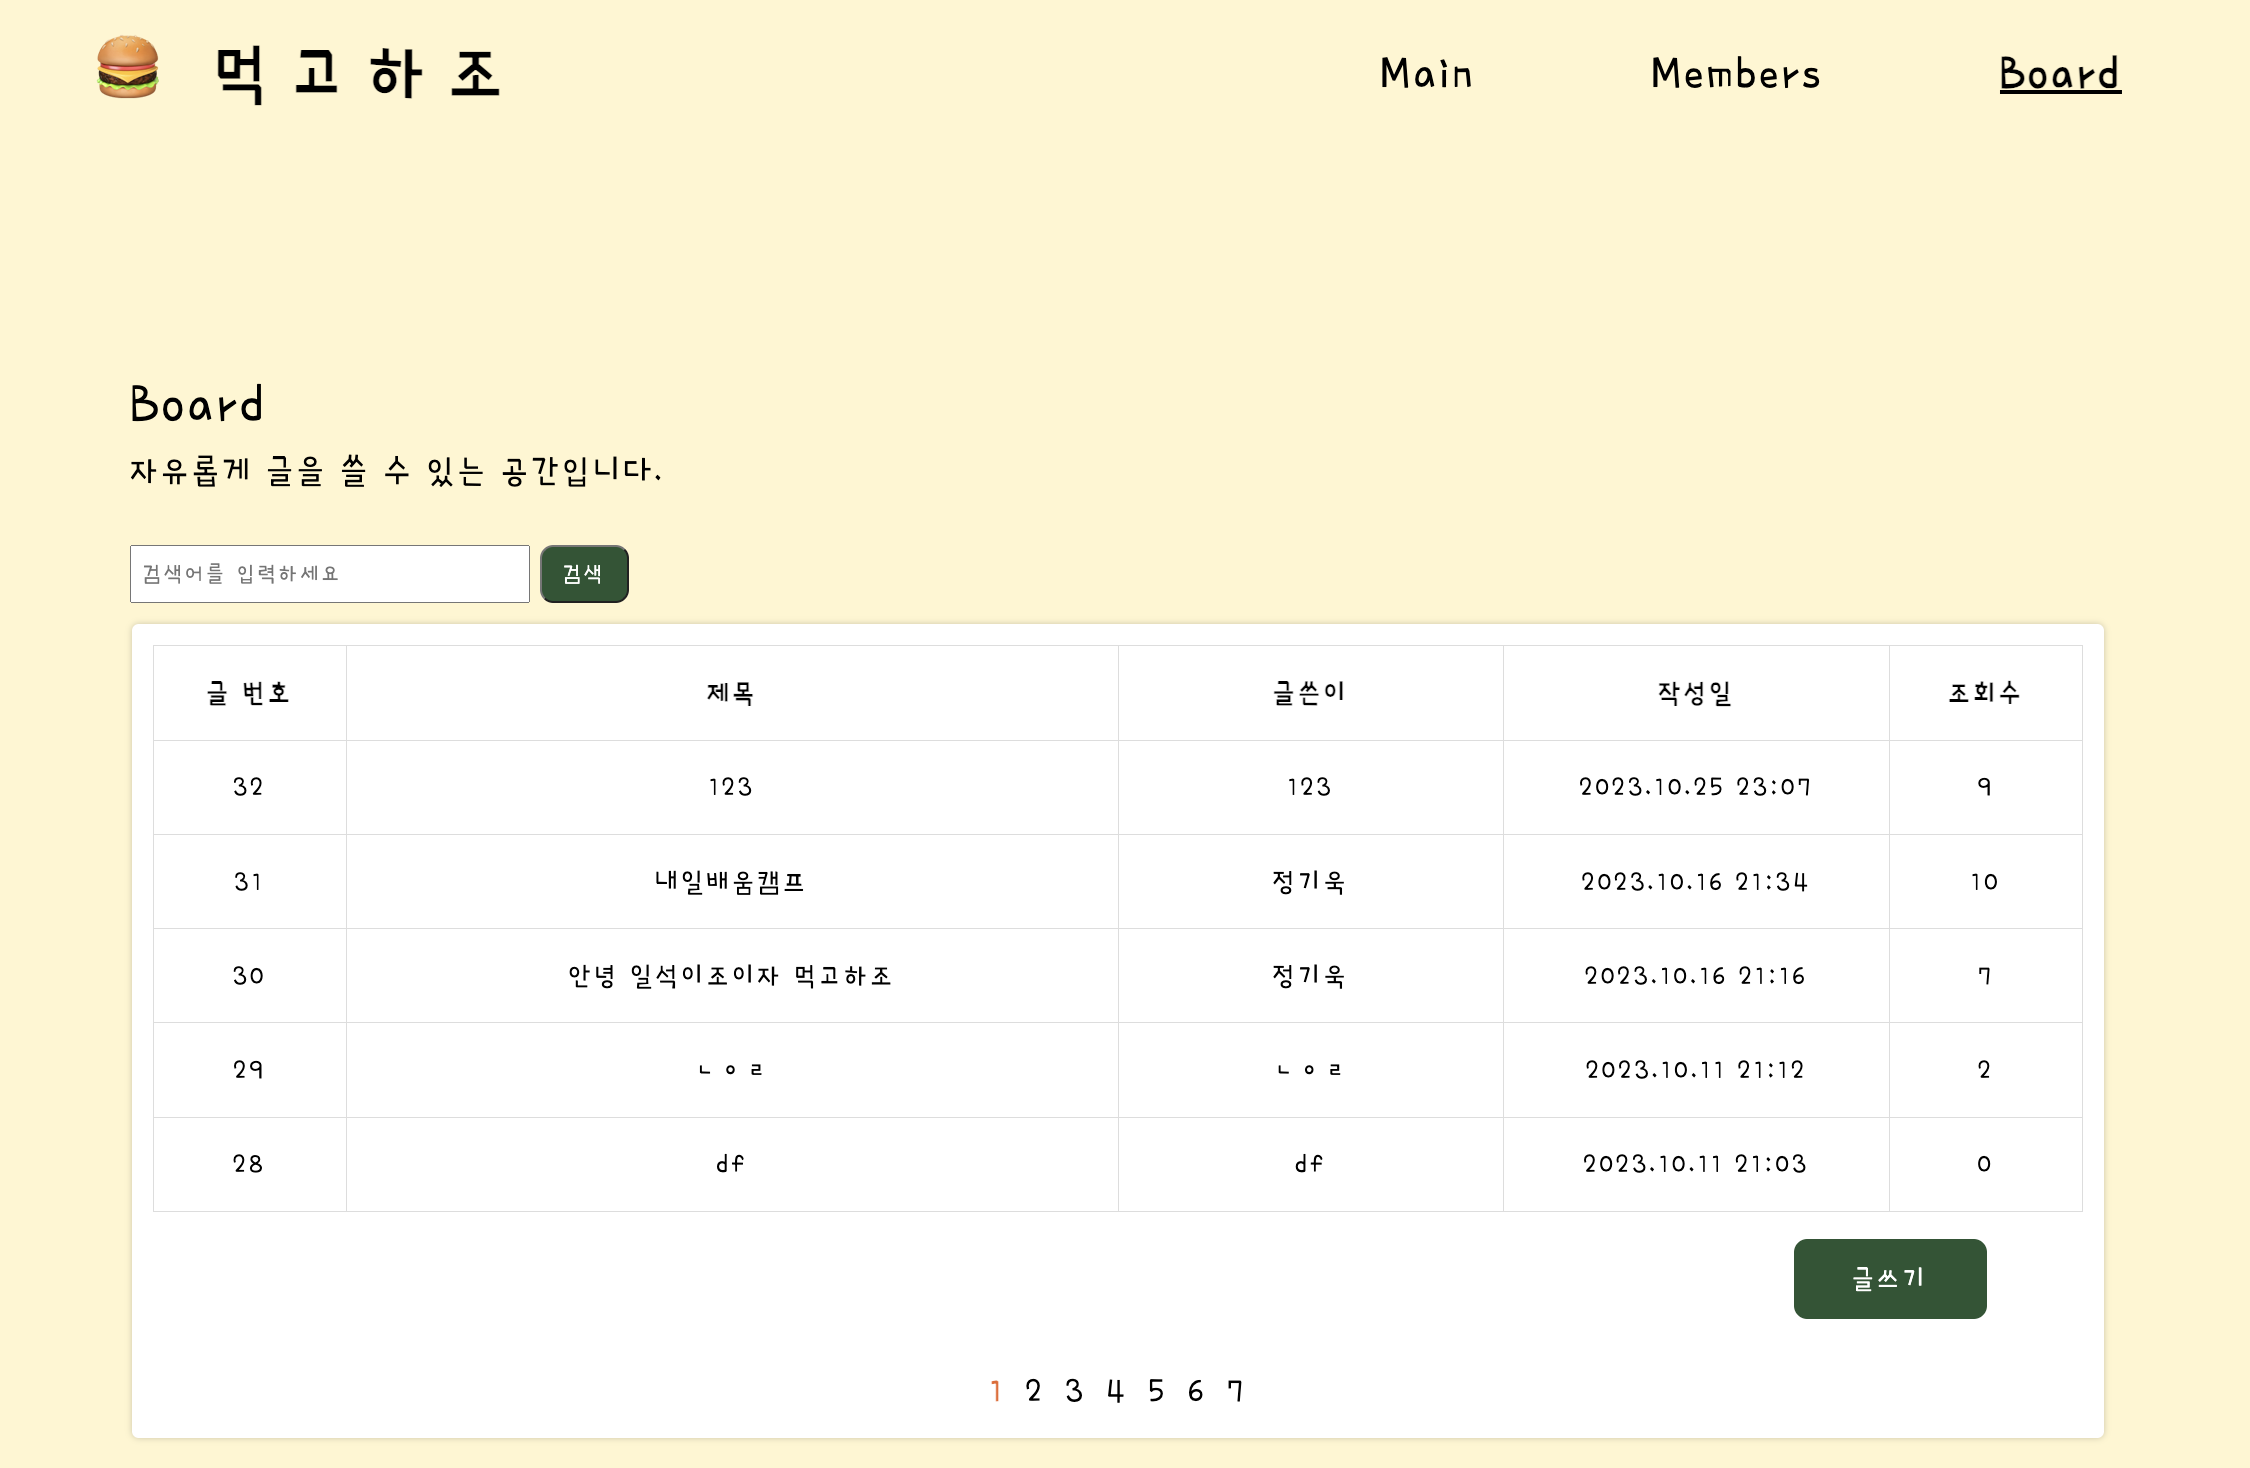 🍔 먹고하조 Main Members Board
Board
자유롭게 글을 쓸 수 있는 공간입니다.
검색어를 입력하세요 검색
글 번호 제목 글쓴이 작성일 조회수
32 123 123 2023.10.25 23:07 9
31 내일배움캠프 정기욱 2023.10.16 21:34 10
30 안녕 일석이조이자 먹고하조 정기욱 2023.10.16 21:16 7
29 ㄴㅇㄹ ㄴㅇㄹ 2023.10.11 21:12 2
28 df df 2023.10.11 21:03 0
글쓰기
1 2 3 4 5 6 7